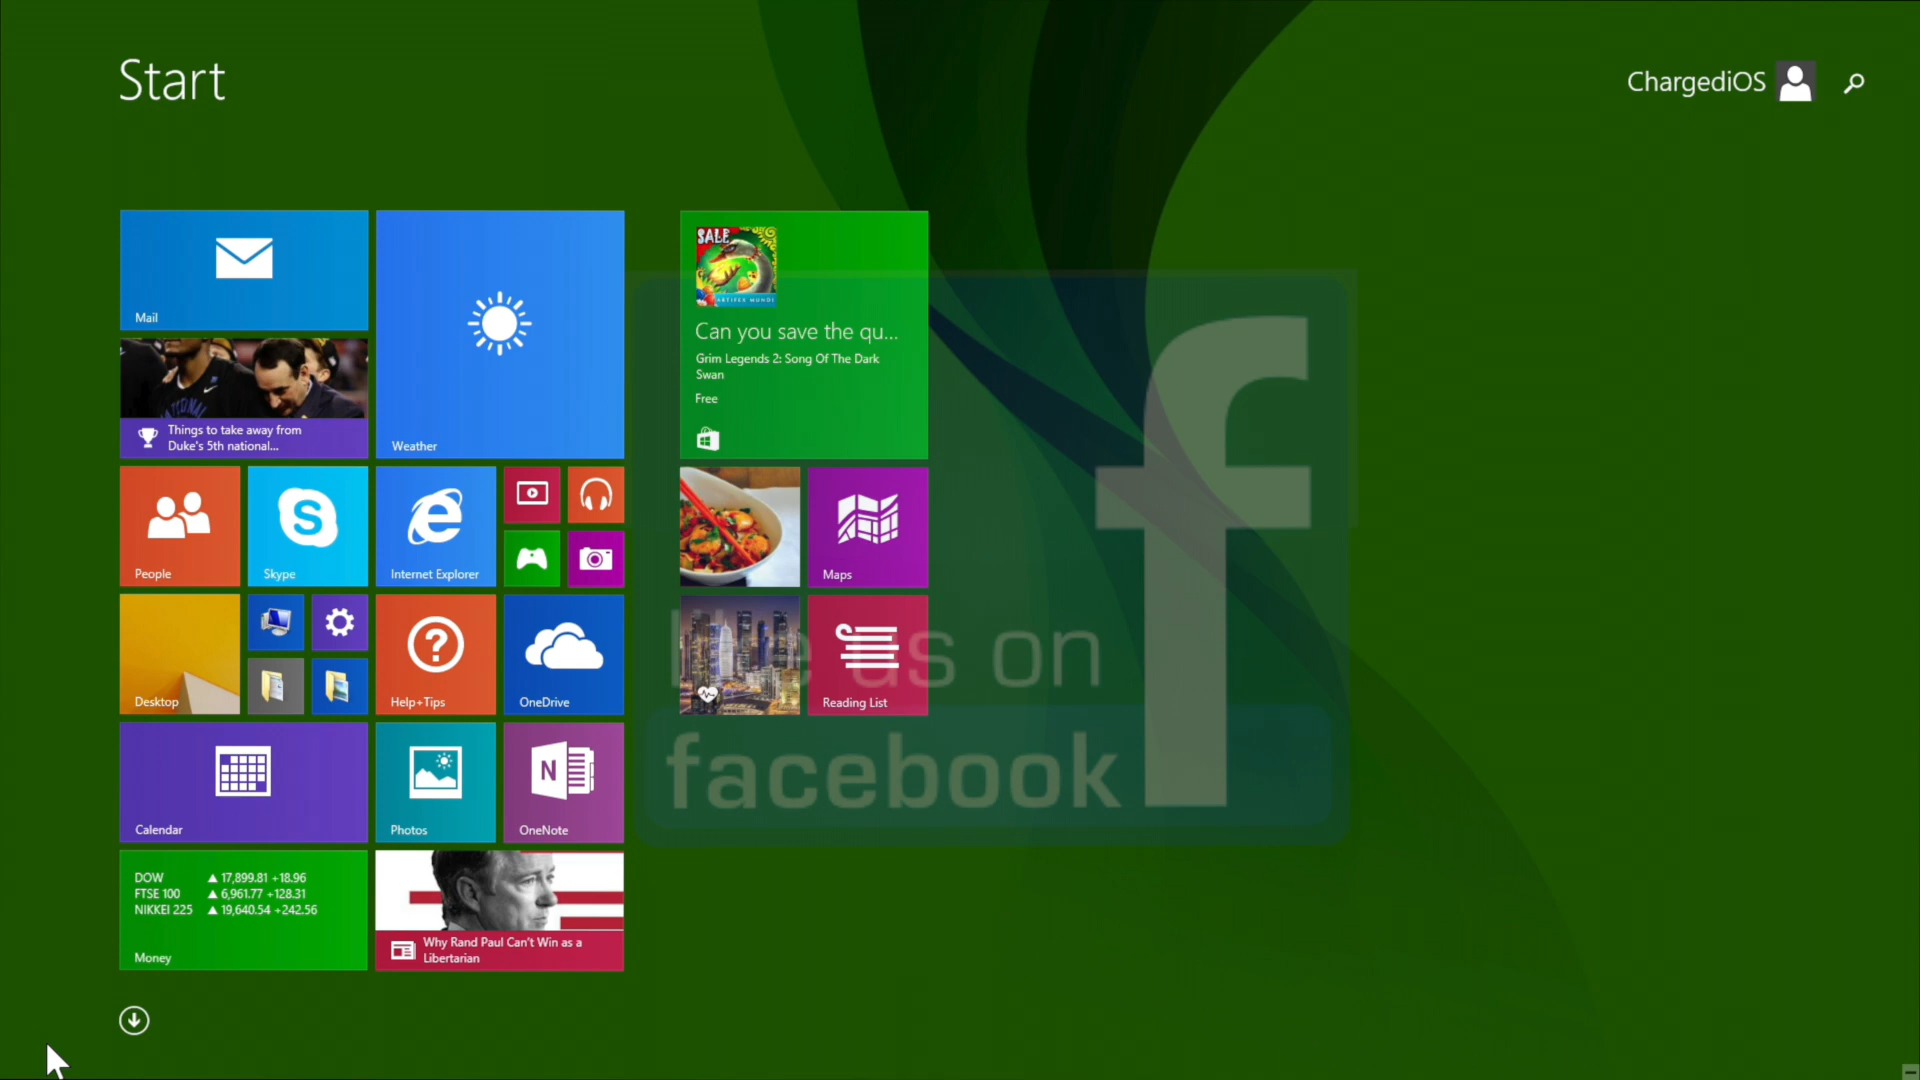 Start
ChargediOS
Mail
Things to take away from
Duke's 5th national...
Weather
SALE
ARTIFEX MUNDI
Can you save the qu...
Grim Legends 2: Song Of The Dark
Swan
Free
People
Skype
Internet Explorer
Maps
Desktop
Help+Tips
OneDrive
Reading List
us on
facebook
Calendar
Photos
N
OneNote
DOW ▲ 17,899.81 +18.96
FTSE 100 ▲ 6,961.77 +128.31
NIKKEI 225 ▲ 19,640.54 +242.56
Money
Why Rand Paul Can't Win as a
Libertarian